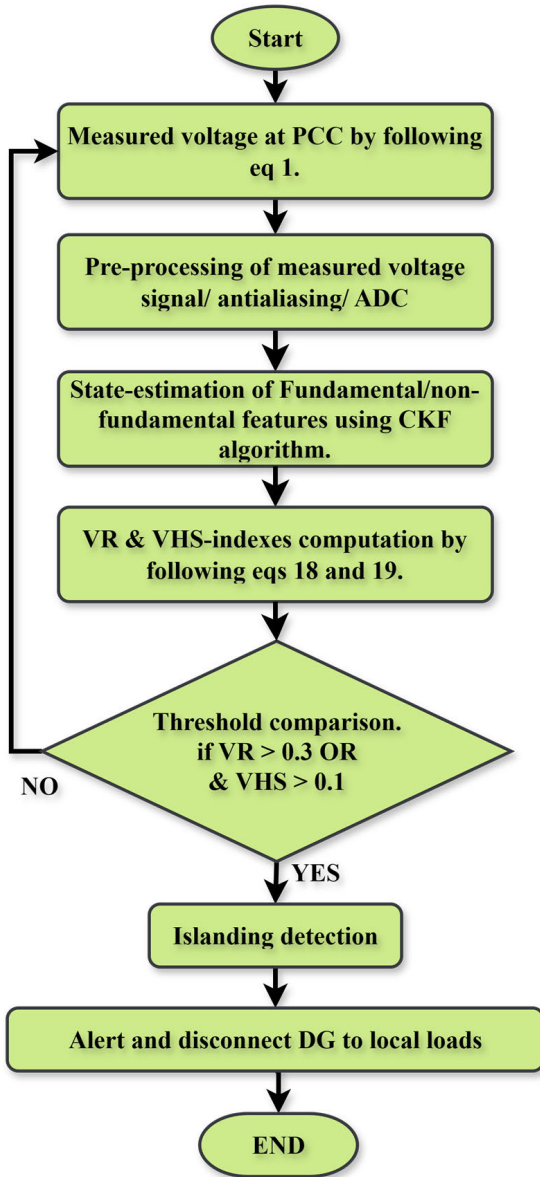 Start
Measured voltage at PCC by following
eq 1.
Pre-processing of measured voltage
signal/ antialiasing/ ADC
State-estimation of Fundamental/non-
fundamental features using CKF
algorithm.
VR & VHS-indexes computation by
following eqs 18 and 19.
Threshold comparison.
if VR > 0.3 OR
& VHS > 0.1
NO
YES
Islanding detection
Alert and disconnect DG to local loads
END